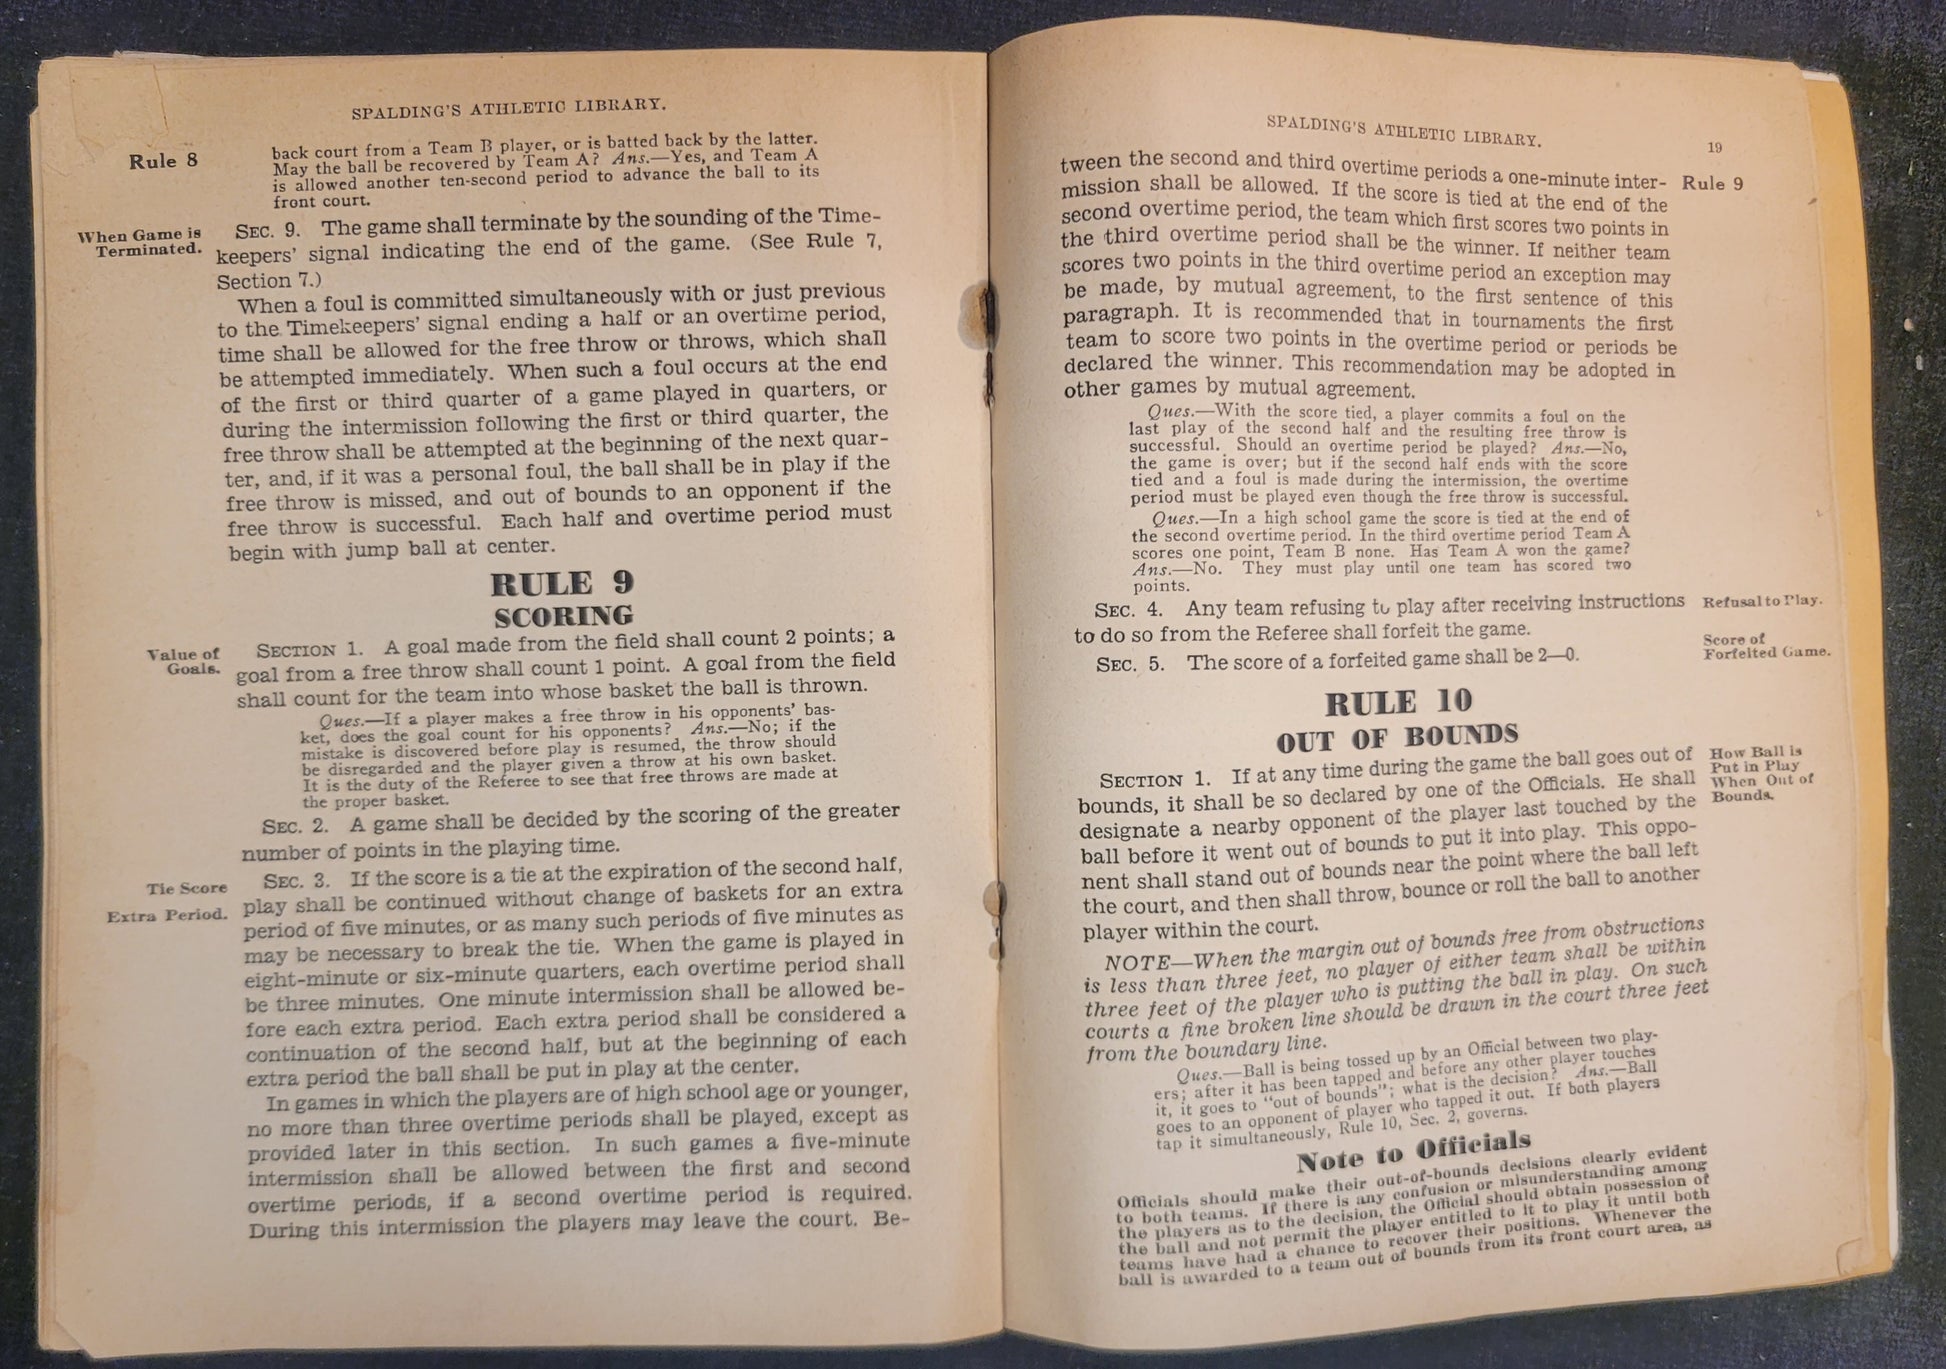 SPALDING'S ATHLETIC LIBRARY.
Rule 8
back court from a Team B player, or is batted back by the latter.
May the ball be recovered by Team A? Ans.—Yes, and Team A
is allowed another ten-second period to advance the ball to its
front court.
When Game is
Terminated.
SEC. 9. The game shall terminate by the sounding of the Time-
keepers' signal indicating the end of the game. (See Rule 7,
Section 7.)
When a foul is committed simultaneously with or just previous
to the Timekeepers' signal ending a half or an overtime period,
time shall be allowed for the free throw or throws, which shall
be attempted immediately. When such a foul occurs at the end
of the first or third quarter of a game played in quarters, or
during the intermission following the first or third quarter, the
free throw shall be attempted at the beginning of the next quar-
ter, and, if it was a personal foul, the ball shall be in play if the
free throw is missed, and out of bounds to an opponent if the
free throw is successful. Each half and overtime period must
begin with jump ball at center.
RULE 9
SCORING
Value of
Goals.
SECTION 1. A goal made from the field shall count 2 points; a
goal from a free throw shall count 1 point. A goal from the field
shall count for the team into whose basket the ball is thrown.
Ques.—If a player makes a free throw in his opponents' bas-
ket, does the goal count for his opponents? Ans.—No; if the
mistake is discovered before play is resumed, the throw should
be disregarded and the player given a throw at his own basket.
It is the duty of the Referee to see that free throws are made at
the proper basket.
SEC. 2. A game shall be decided by the scoring of the greater
number of points in the playing time.
Tie Score
Extra Period.
SEC. 3. If the score is a tie at the expiration of the second half,
play shall be continued without change of baskets for an extra
period of five minutes, or as many such periods of five minutes as
may be necessary to break the tie. When the game is played in
eight-minute or six-minute quarters, each overtime period shall
be three minutes. One minute intermission shall be allowed be-
fore each extra period. Each extra period shall be considered a
continuation of the second half, but at the beginning of each
extra period the ball shall be put in play at the center.
In games in which the players are of high school age or younger,
no more than three overtime periods shall be played, except as
provided later in this section. In such games a five-minute
intermission shall be allowed between the first and second
overtime periods, if a second overtime period is required.
During this intermission the players may leave the court. Be-
SPALDING'S ATHLETIC LIBRARY.
19
Rule 9
tween the second and third overtime periods a one-minute inter-
mission shall be allowed. If the score is tied at the end of the
second overtime period, the team which first scores two points in
the third overtime period shall be the winner. If neither team
scores two points in the third overtime period an exception may
be made, by mutual agreement, to the first sentence of this
paragraph. It is recommended that in tournaments the first
team to score two points in the overtime period or periods be
declared the winner. This recommendation may be adopted in
other games by mutual agreement.
Ques.—With the score tied, a player commits a foul on the
last play of the second half and the resulting free throw is
successful. Should an overtime period be played? Ans.—No,
the game is over; but if the second half ends with the score
tied and a foul is made during the intermission, the overtime
period must be played even though the free throw is successful.
Ques.—In a high school game the score is tied at the end of
the second overtime period. In the third overtime period Team A
scores one point, Team B none. Has Team A won the game?
Ans.—No. They must play until one team has scored two
points.
SEC. 4. Any team refusing to play after receiving instructions
to do so from the Referee shall forfeit the game.
Refusal to Play.
SEC. 5. The score of a forfeited game shall be 2—0.
Score of
Forfeited Game.
RULE 10
OUT OF BOUNDS
SECTION 1. If at any time during the game the ball goes out of
bounds, it shall be so declared by one of the Officials. He shall
designate a nearby opponent of the player last touched by the
ball before it went out of bounds to put it into play. This oppo-
nent shall stand out of bounds near the point where the ball left
the court, and then shall throw, bounce or roll the ball to another
player within the court.
How Ball is
Put in Play
When Out of
Bounds.
NOTE—When the margin out of bounds free from obstructions
is less than three feet, no player of either team shall be within
three feet of the player who is putting the ball in play. On such
courts a fine broken line should be drawn in the court three feet
from the boundary line.
Ques.—Ball is being tossed up by an Official between two play-
ers; after it has been tapped and before any other player touches
it, it goes to "out of bounds"; what is the decision? Ans.—Ball
goes to an opponent of player who tapped it out. If both players
tap it simultaneously, Rule 10, Sec. 2, governs.
Note to Officials
Officials should make their out-of-bounds decisions clearly evident
to both teams. If there is any confusion or misunderstanding among
the players as to the decision, the Official should obtain possession of
the ball and not permit the player entitled to it to play it until both
teams have had a chance to recover their positions. Whenever the
ball is awarded to a team out of bounds from its front court area, as